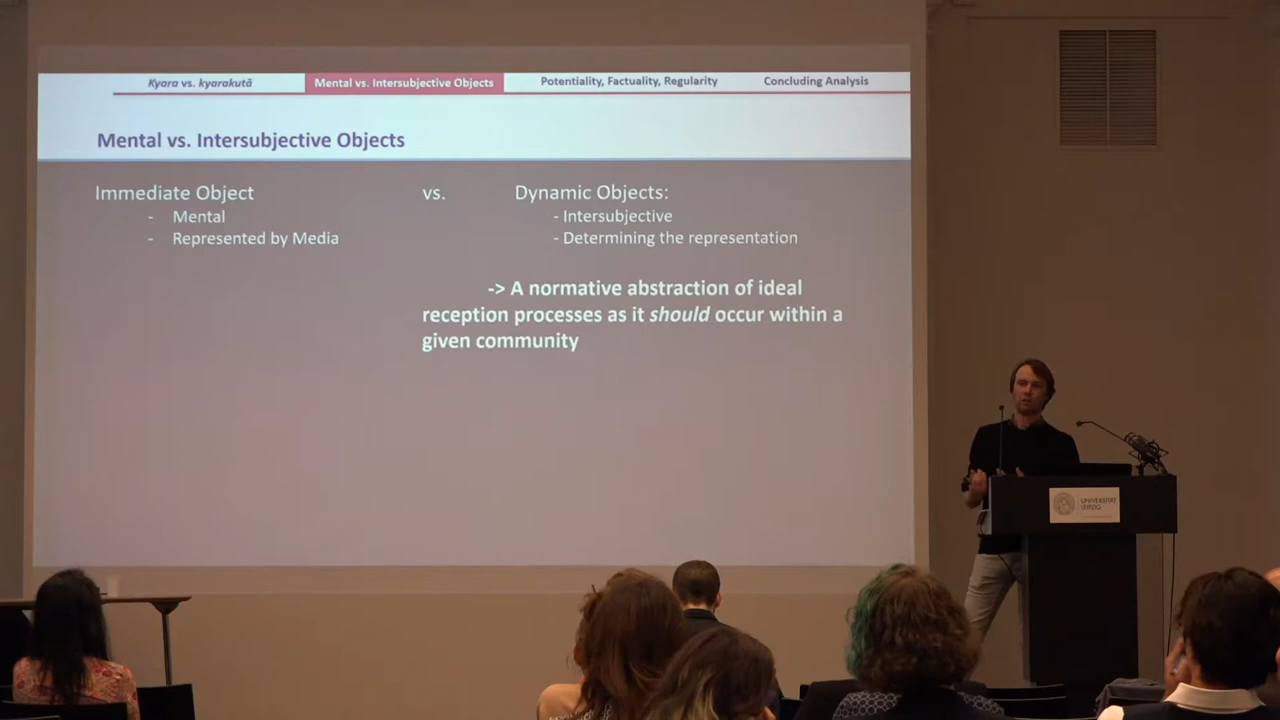 Kyara vs. kyarakutā Mental vs. Intersubjective Objects Potentiality, Factuality, Regularity Concluding Analysis
Mental vs. Intersubjective Objects
Immediate Object vs. Dynamic Objects:
- Mental - Intersubjective
- Represented by Media - Determining the representation
-> A normative abstraction of ideal
reception processes as it should occur within a
given community
UNIVERSITÄT
LEIPZIG